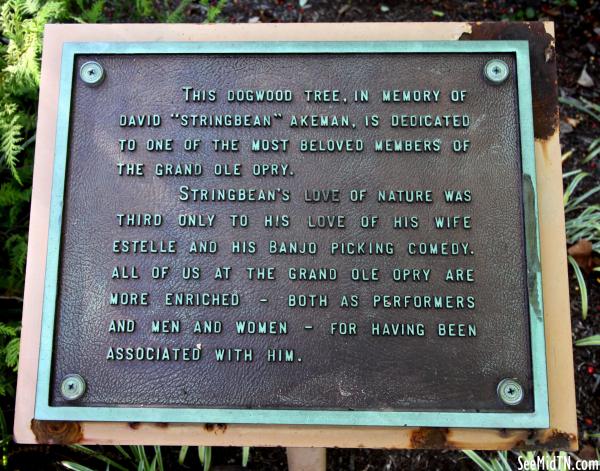 THIS DOGWOOD TREE, IN MEMORY OF
DAVID "STRINGBEAN" AKEMAN, IS DEDICATED
TO ONE OF THE MOST BELOVED MEMBERS OF
THE GRAND OLE OPRY.
STRINGBEAN'S LOVE OF NATURE WAS
THIRD ONLY TO HIS LOVE OF HIS WIFE
ESTELLE AND HIS BANJO PICKING COMEDY.
ALL OF US AT THE GRAND OLE OPRY ARE
MORE ENRICHED - BOTH AS PERFORMERS
AND MEN AND WOMEN - FOR HAVING BEEN
ASSOCIATED WITH HIM.
SeeMidTN.com